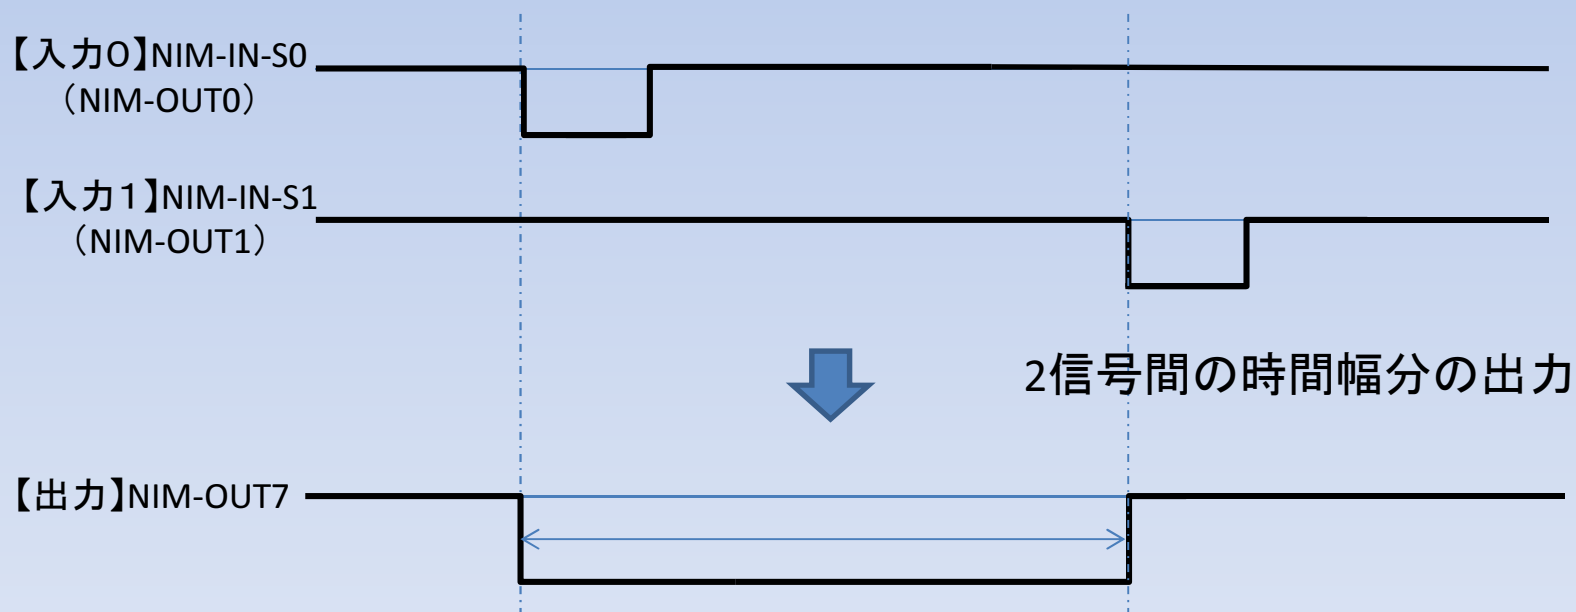 【入力0】NIM-IN-S0
（NIM-OUT0）
【入力１】NIM-IN-S1
（NIM-OUT1）
2信号間の時間幅分の出力
【出力】NIM-OUT7